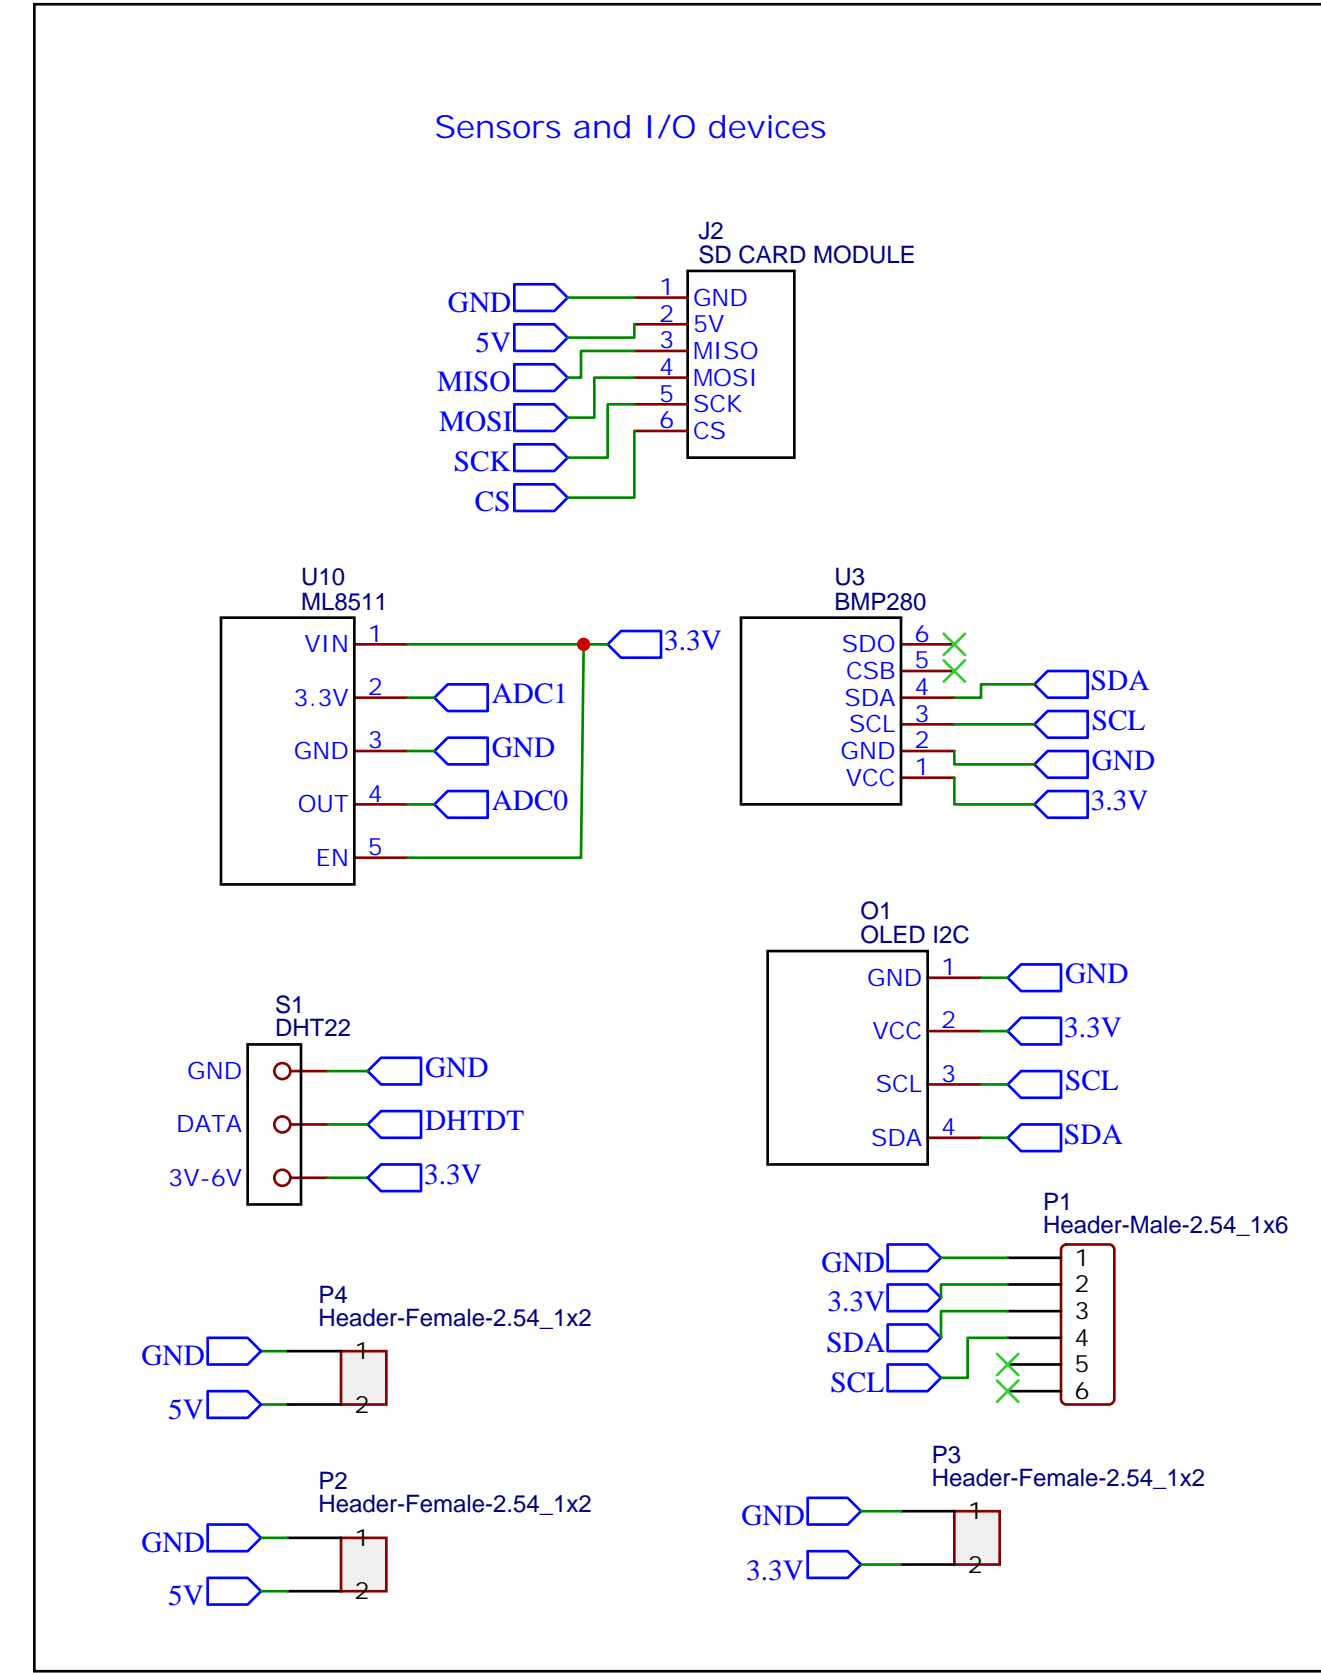 Sensors and I/O devices
J2
SD CARD MODULE
GND 1 GND
5V 2 5V
MISO 3 MISO
MOSI 4 MOSI
SCK 5 SCK
CS 6 CS
U10
ML8511
VIN 1 3.3V
3.3V 2 ADC1
GND 3 GND
OUT 4 ADC0
EN 5
U3
BMP280
SDO 6
CSB 5
SDA 4 SDA
SCL 3 SCL
GND 2 GND
VCC 1 3.3V
O1
OLED I2C
GND 1 GND
VCC 2 3.3V
SCL 3 SCL
SDA 4 SDA
S1
DHT22
GND GND
DATA DHTDT
3V-6V 3.3V
P1
Header-Male-2.54_1x6
GND 1
3.3V 2
SDA 3
SCL 4
5
6
P4
Header-Female-2.54_1x2
GND 1
5V 2
P2
Header-Female-2.54_1x2
GND 1
5V 2
P3
Header-Female-2.54_1x2
GND 1
3.3V 2